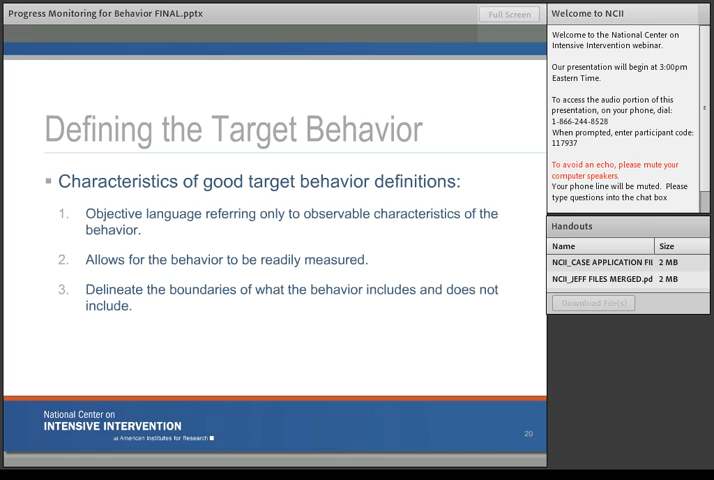 Progress Monitoring for Behavior FINAL.pptx
Full Screen
Defining the Target Behavior
Characteristics of good target behavior definitions:
1. Objective language referring only to observable characteristics of the
behavior.
2. Allows for the behavior to be readily measured.
3. Delineate the boundaries of what the behavior includes and does not
include.
National Center on
INTENSIVE INTERVENTION
at American Institutes for Research
20
Welcome to NCII
Welcome to the National Center on
Intensive Intervention webinar.
Our presentation will begin at 3:00pm
Eastern Time.
To access the audio portion of this
presentation, on your phone, dial:
1-866-244-8528
When prompted, enter participant code:
117937
To avoid an echo, please mute your
computer speakers.
Your phone line will be muted. Please
type questions into the chat box
Handouts
Name Size
NCII_CASE APPLICATION FIL 2 MB
NCII_JEFF FILES MERGED.pd 2 MB
Download File(s)